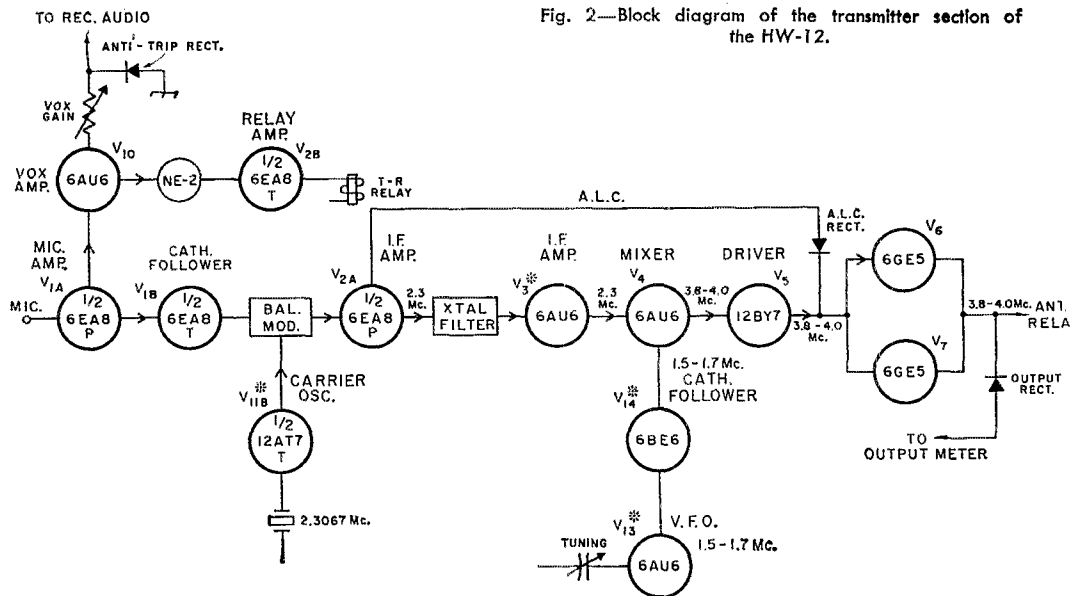 Fig. 2—Block diagram of the transmitter section of
the HW-12.
TO REC. AUDIO
ANTI-TRIP RECT.
VOX
GAIN
VOX
AMP.
V10
6AU6
NE-2
RELAY
AMP.
V2B
1/2
6EA8
T
T-R
RELAY
A.L.C.
A.L.C.
RECT.
MIC.
MIC.
AMP.
V1A
1/2
6EA8
P
CATH.
FOLLOWER
V1B
1/2
6EA8
T
BAL.
MOD.
I.F.
AMP.
V2A
1/2
6EA8
P
2.3
Mc.
XTAL
FILTER
I.F.
AMP.
V3※
6AU6
2.3
Mc.
MIXER
V4
6AU6
3.8-4.0
Mc.
DRIVER
V5
12BY7
3.8-4.0
Mc.
V6
6GE5
V7
6GE5
3.8-4.0Mc.
ANT.
RELA
OUTPUT
RECT.
TO
OUTPUT METER
CARRIER
OSC.
V11B※
1/2
12AT7
T
2.3067 Mc.
1.5-1.7 Mc.
CATH.
FOLLOWER
V14※
6BE6
V.F.O.
V13※
1.5-1.7 Mc.
6AU6
TUNING